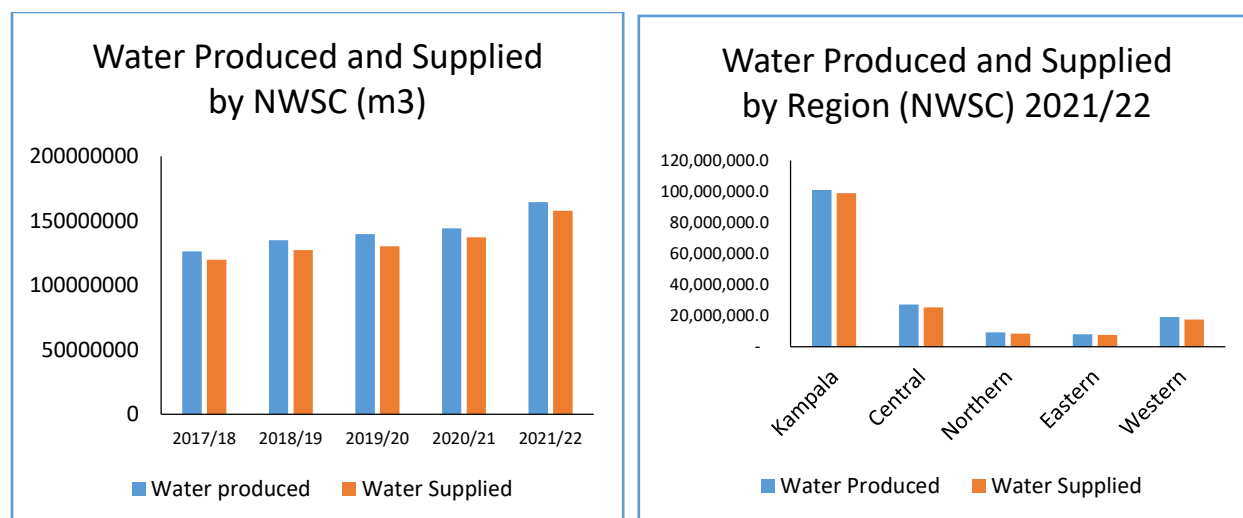 Water Produced and Supplied
by NWSC (m3)
200000000
150000000
100000000
50000000
0
2017/18 2018/19 2019/20 2020/21 2021/22
Water produced Water Supplied
Water Produced and Supplied
by Region (NWSC) 2021/22
120,000,000.0
100,000,000.0
80,000,000.0
60,000,000.0
40,000,000.0
20,000,000.0
-
Kampala Central Northern Eastern Western
Water Produced Water Supplied